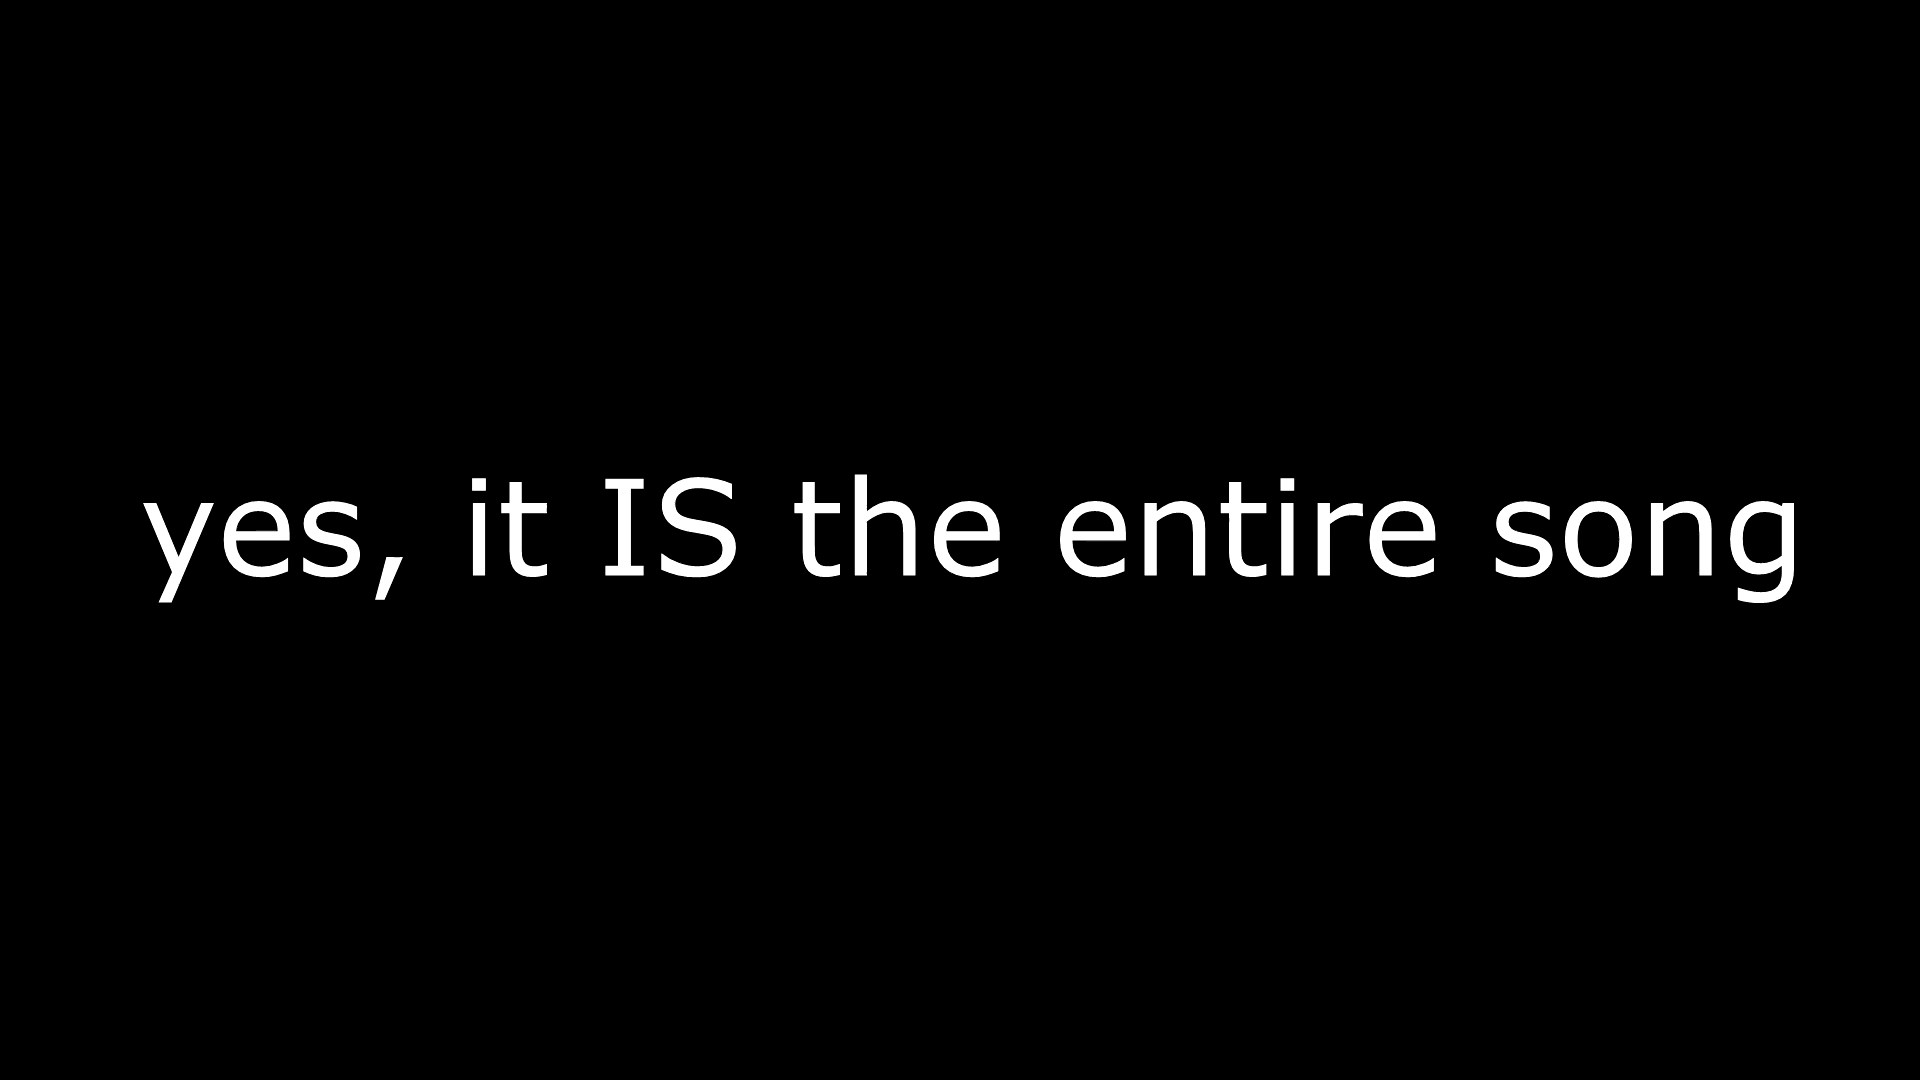 yes, it IS the entire song